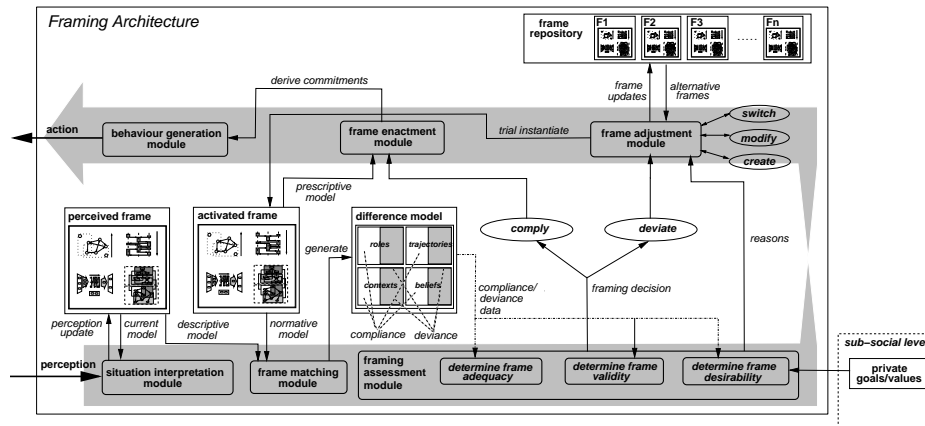 Framing Architecture
frame
repository
F1
F2
F3
.....
Fn
derive commitments
frame
updates
alternative
frames
switch
modify
create
action
behaviour generation
module
frame enactment
module
trial instantiate
frame adjustment
module
prescriptive
model
perceived frame
activated frame
difference model
generate
roles
trajectories
contexts
beliefs
compliance
deviance
comply
deviate
reasons
compliance/
deviance
data
framing decision
perception
update
current
model
descriptive
model
normative
model
perception
situation interpretation
module
frame matching
module
framing
assessment
module
determine frame
adequacy
determine frame
validity
determine frame
desirability
sub-social level
private
goals/values